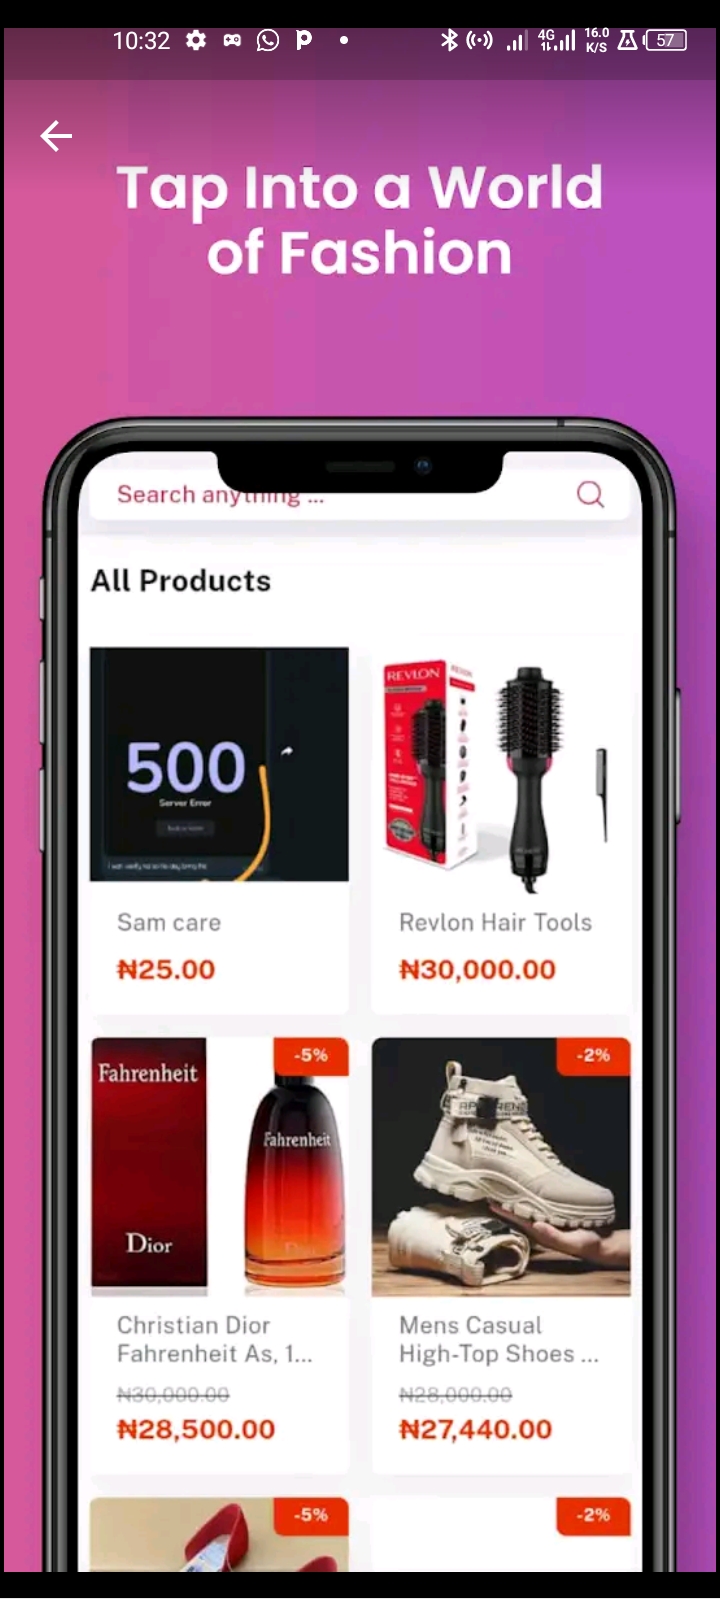 10:32
4G
16.0
K/S
57
Tap Into a World
of Fashion
Search anything ...
All Products
500
Server Error
REVLON
Sam care
₦25.00
Revlon Hair Tools
₦30,000.00
-5%
Fahrenheit
Fahrenheit
Dior
-2%
Christian Dior
Fahrenheit As, 1...
₦30,000.00
₦28,500.00
Mens Casual
High-Top Shoes ...
₦28,000.00
₦27,440.00
-5%
-2%